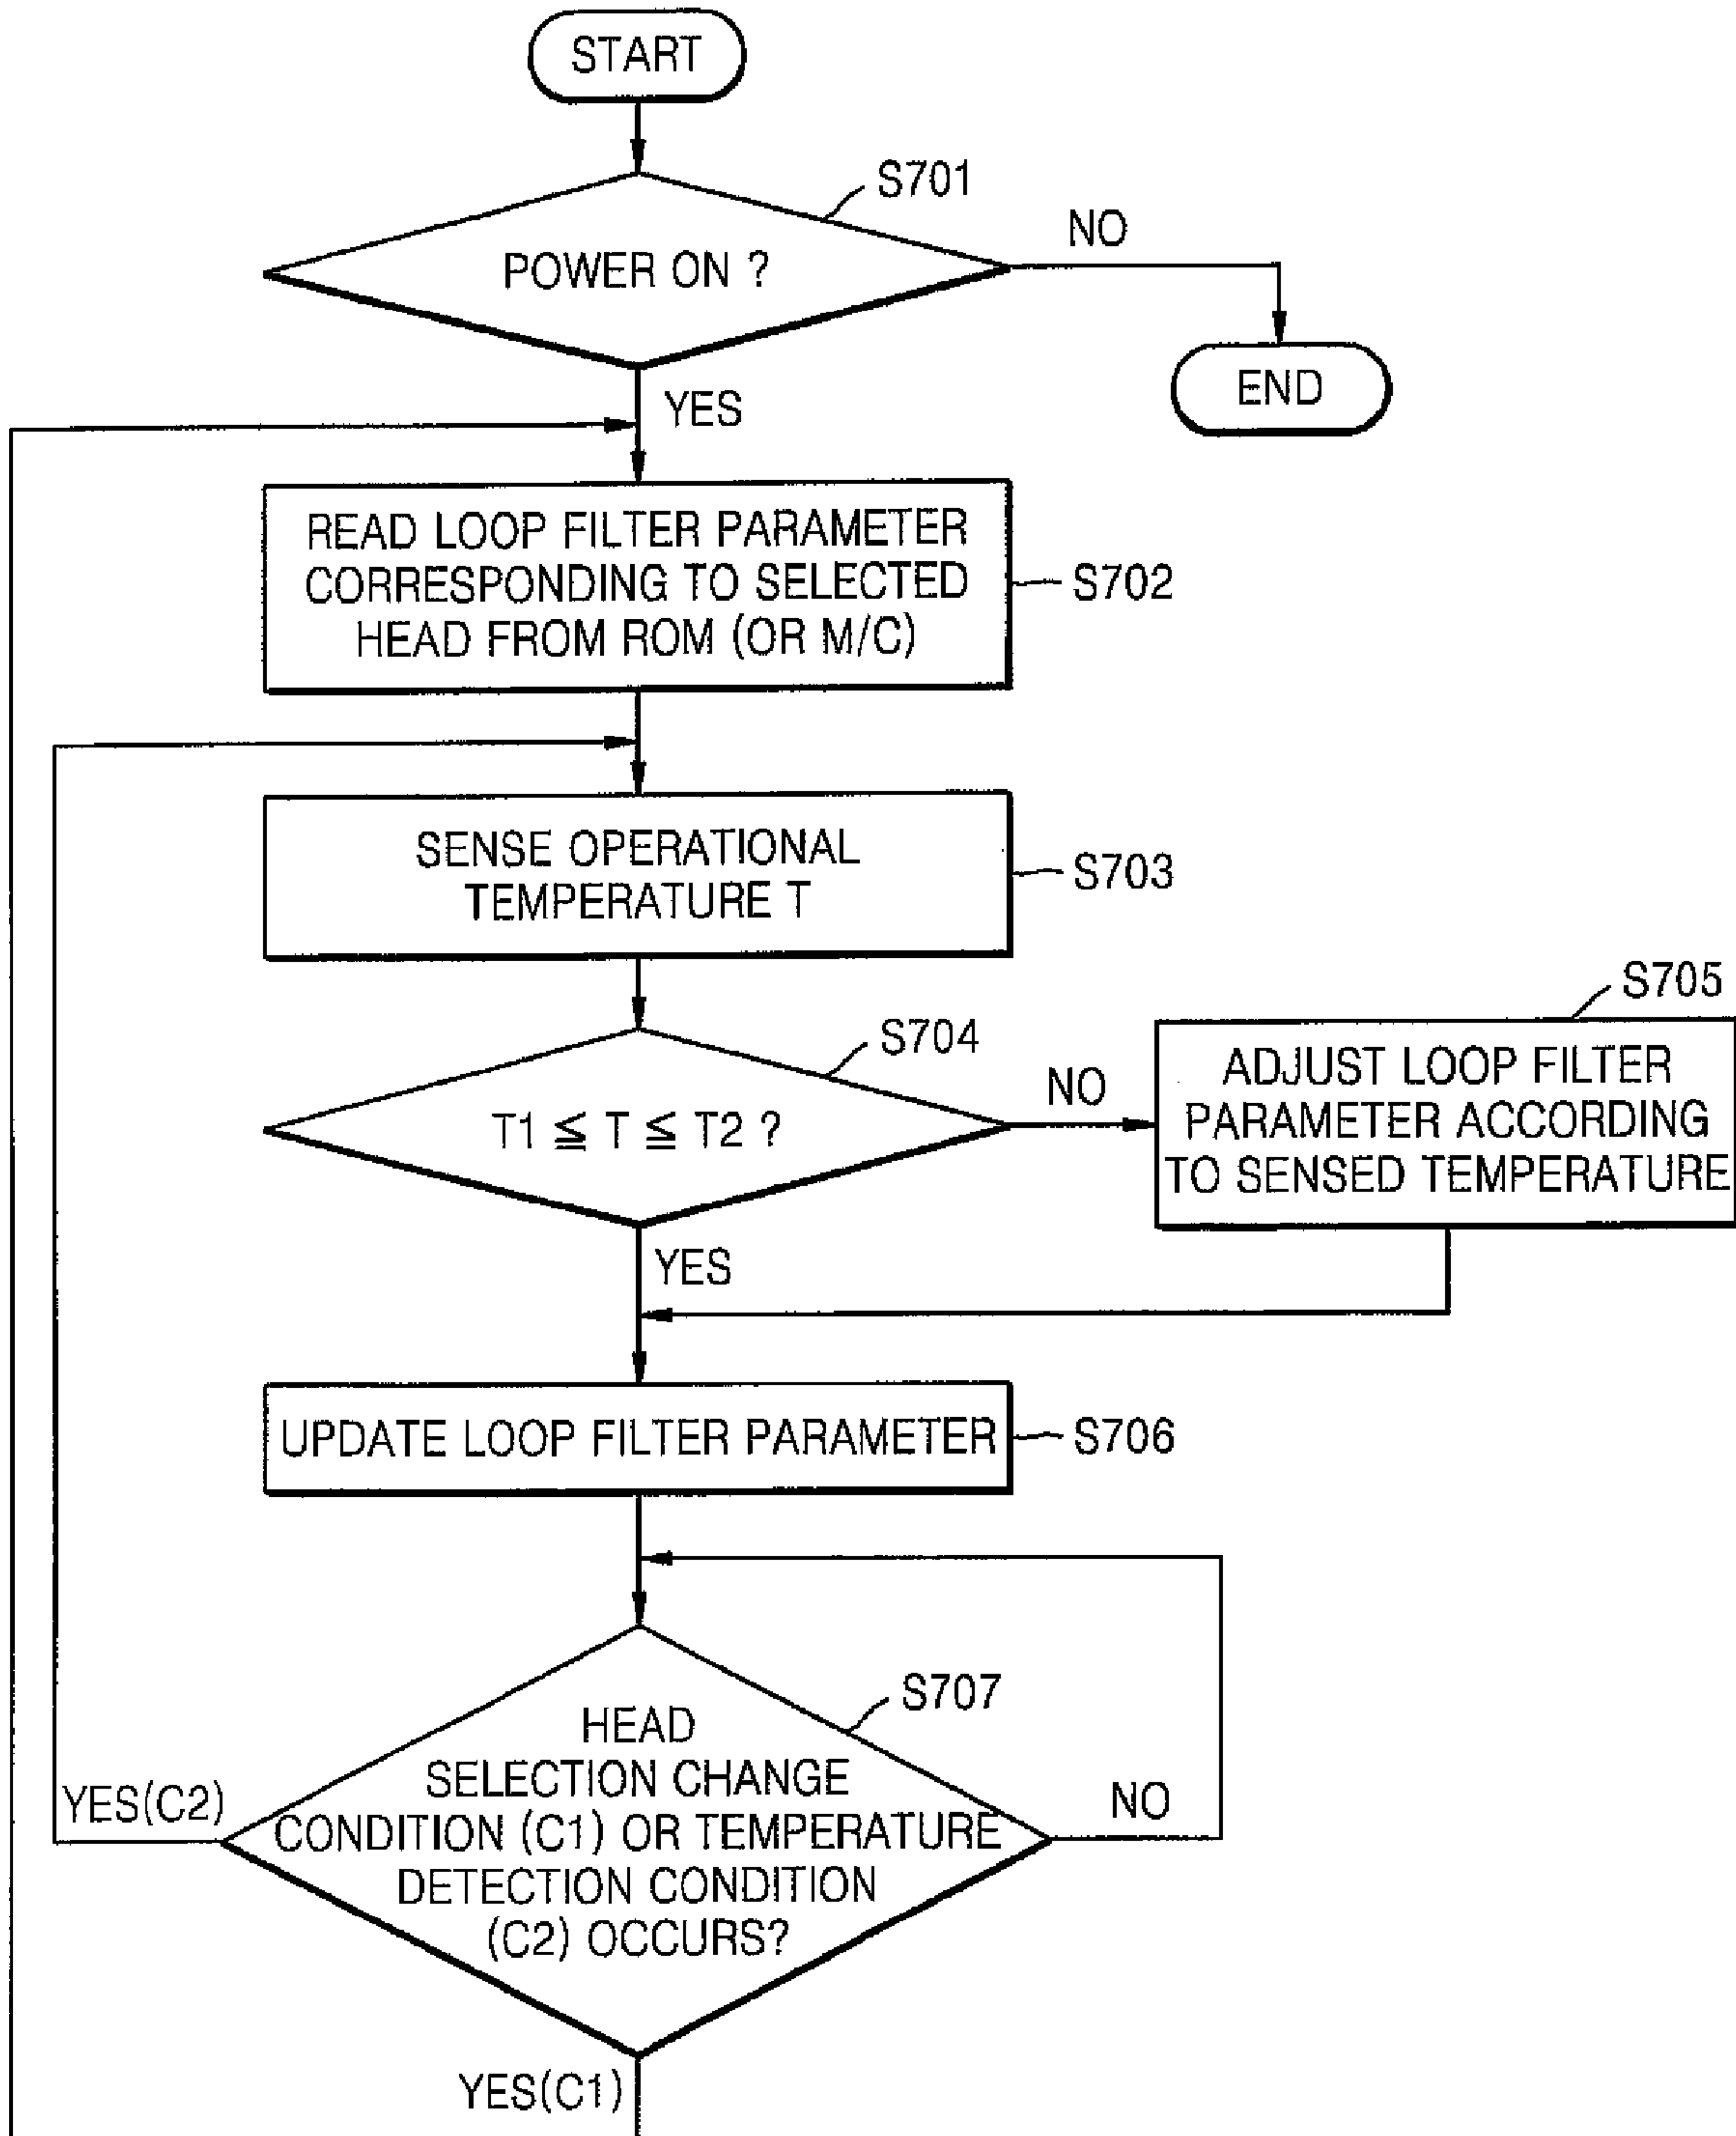 START
S701
POWER ON ?
NO
END
YES
READ LOOP FILTER PARAMETER
CORRESPONDING TO SELECTED
HEAD FROM ROM (OR M/C)
S702
SENSE OPERATIONAL
TEMPERATURE T
S703
S704
T1 ≦ T ≦ T2 ?
NO
S705
ADJUST LOOP FILTER
PARAMETER ACCORDING
TO SENSED TEMPERATURE
YES
UPDATE LOOP FILTER PARAMETER
S706
S707
HEAD
SELECTION CHANGE
CONDITION (C1) OR TEMPERATURE
DETECTION CONDITION
(C2) OCCURS?
YES(C2)
NO
YES(C1)